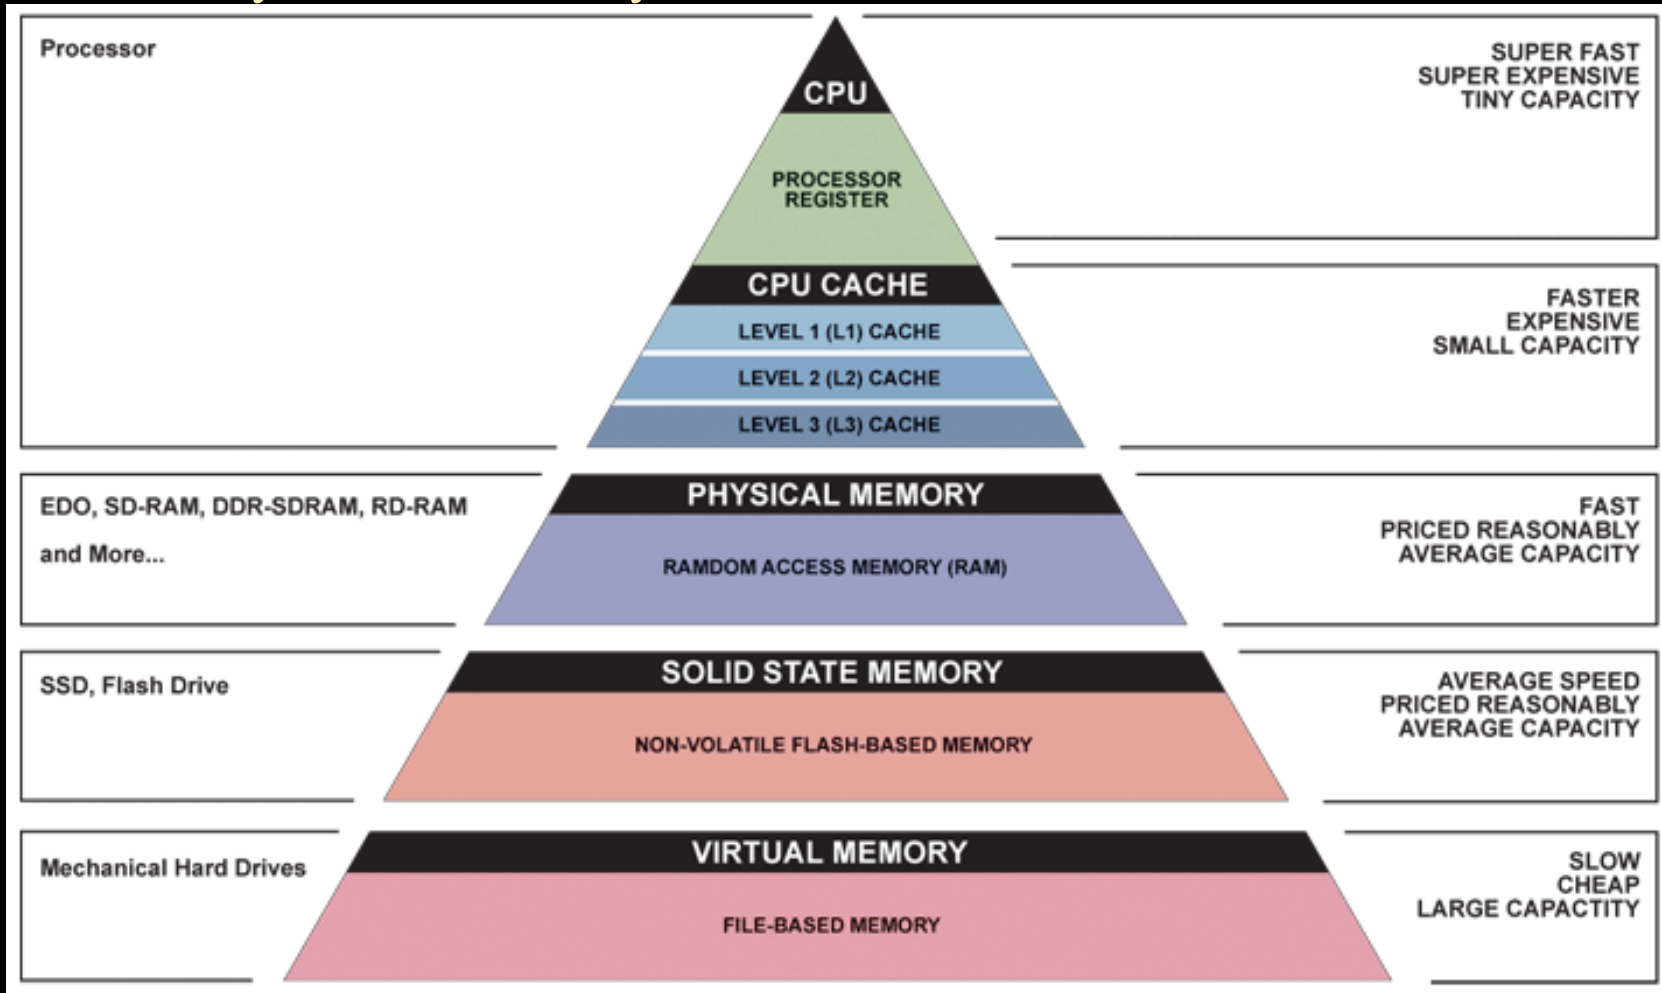 Processor
CPU
SUPER FAST
SUPER EXPENSIVE
TINY CAPACITY
PROCESSOR
REGISTER
CPU CACHE
LEVEL 1 (L1) CACHE
LEVEL 2 (L2) CACHE
LEVEL 3 (L3) CACHE
FASTER
EXPENSIVE
SMALL CAPACITY
EDO, SD-RAM, DDR-SDRAM, RD-RAM
and More...
PHYSICAL MEMORY
RAMDOM ACCESS MEMORY (RAM)
FAST
PRICED REASONABLY
AVERAGE CAPACITY
SSD, Flash Drive
SOLID STATE MEMORY
NON-VOLATILE FLASH-BASED MEMORY
AVERAGE SPEED
PRICED REASONABLY
AVERAGE CAPACITY
Mechanical Hard Drives
VIRTUAL MEMORY
FILE-BASED MEMORY
SLOW
CHEAP
LARGE CAPACTITY